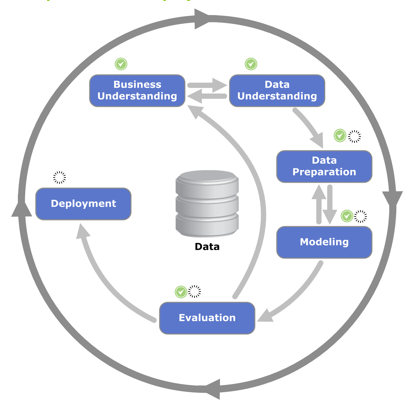 Business
Understanding
Data
Understanding
Data
Preparation
Deployment
Data
Modeling
Evaluation